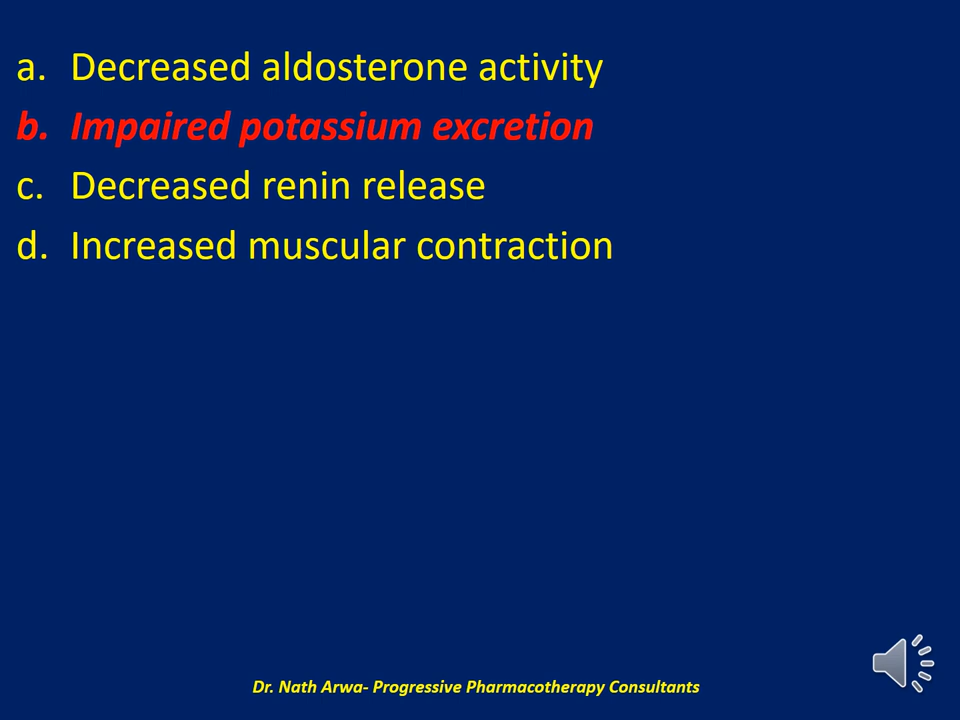 a. Decreased aldosterone activity
b. Impaired potassium excretion
c. Decreased renin release
d. Increased muscular contraction
Dr. Nath Arwa- Progressive Pharmacotherapy Consultants